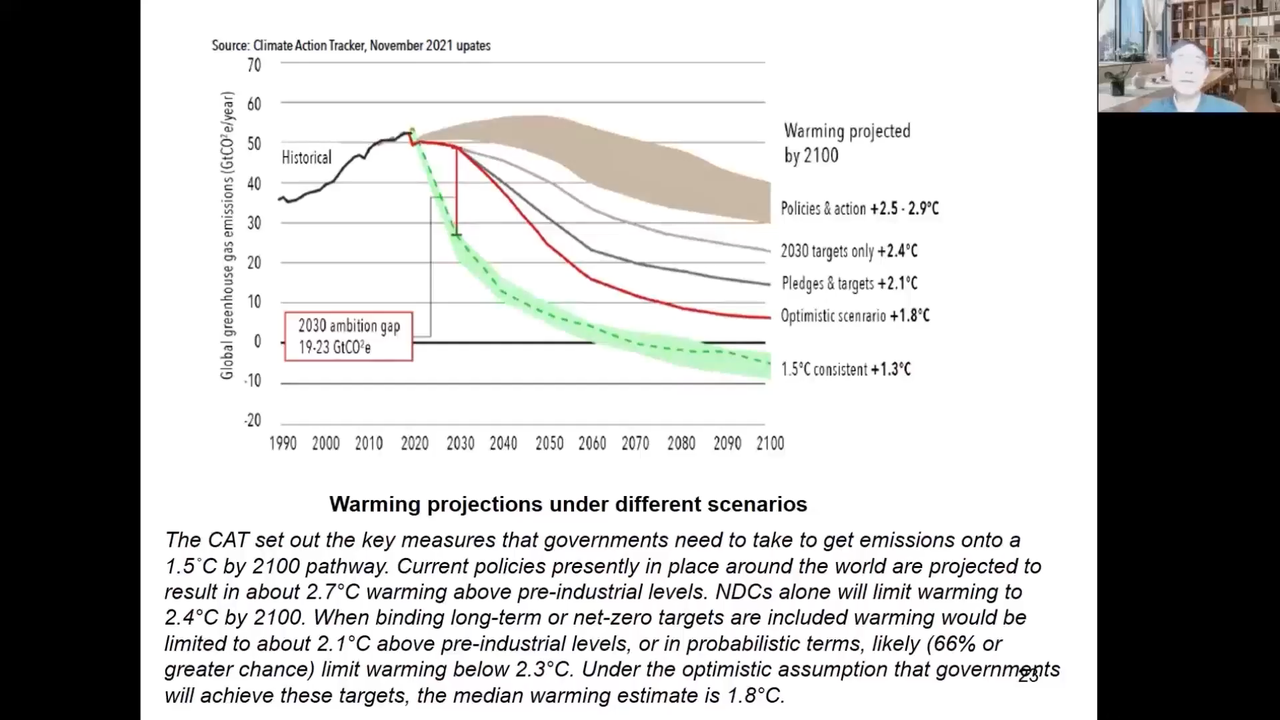 Source: Climate Action Tracker, November 2021 upates
70
60
50
40
30
20
10
0
-10
-20
Global greenhouse gas emissions (GtCO²e/year)
Historical
2030 ambition gap
19-23 GtCO²e
1990 2000 2010 2020 2030 2040 2050 2060 2070 2080 2090 2100
Warming projected
by 2100
Policies & action +2.5 - 2.9°C
2030 targets only +2.4°C
Pledges & targets +2.1°C
Optimistic scenrario +1.8°C
1.5°C consistent +1.3°C
Warming projections under different scenarios
The CAT set out the key measures that governments need to take to get emissions onto a
1.5˚C by 2100 pathway. Current policies presently in place around the world are projected to
result in about 2.7°C warming above pre-industrial levels. NDCs alone will limit warming to
2.4°C by 2100. When binding long-term or net-zero targets are included warming would be
limited to about 2.1°C above pre-industrial levels, or in probabilistic terms, likely (66% or
greater chance) limit warming below 2.3°C. Under the optimistic assumption that governments
will achieve these targets, the median warming estimate is 1.8°C.
23